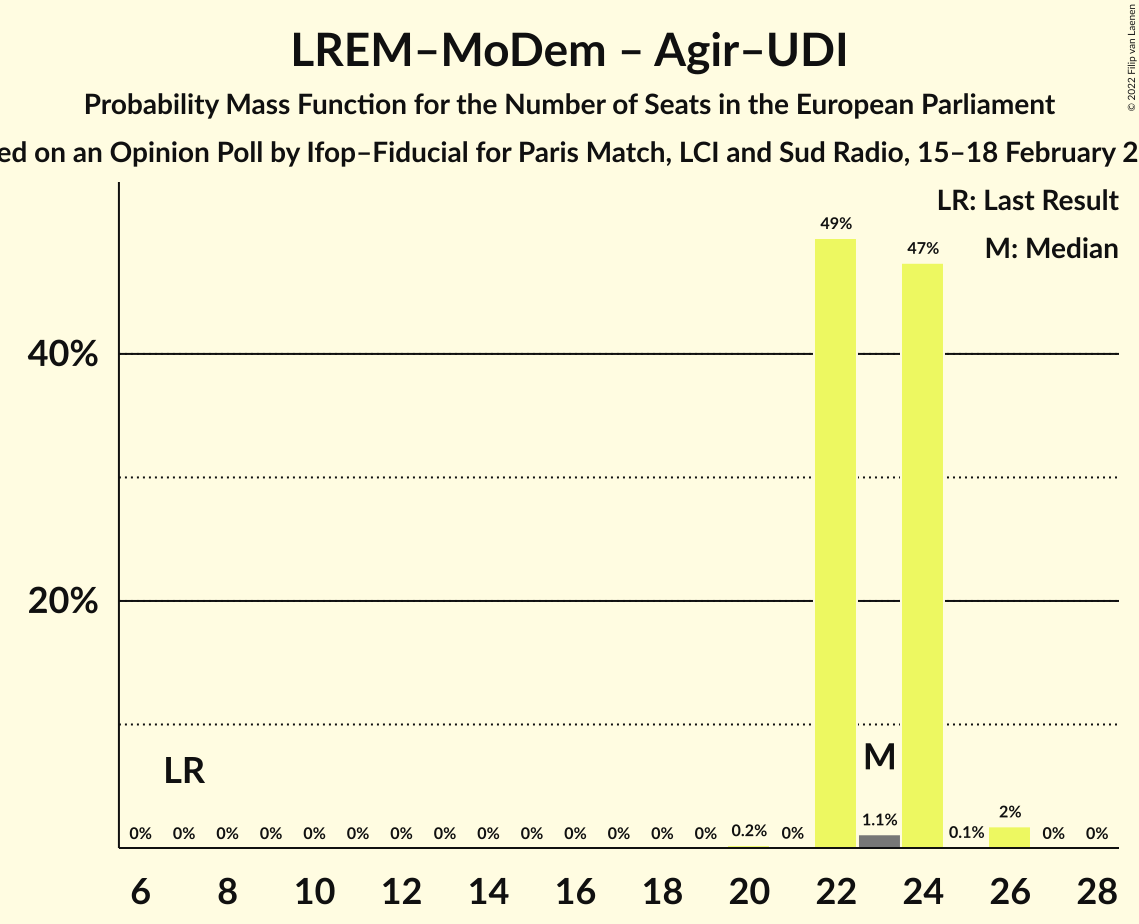 LREM–MoDem – Agir–UDI
Probability Mass Function for the Number of Seats in the European Parliament
ed on an Opinion Poll by Ifop–Fiducial for Paris Match, LCI and Sud Radio, 15–18 February 2
© 2022 Filip van Laenen
LR: Last Result
M: Median
49%
47%
40%
20%
LR
M
0% 0% 0% 0% 0% 0% 0% 0% 0% 0% 0% 0% 0% 0% 0.2% 0% 1.1% 0.1% 2% 0% 0%
6 8 10 12 14 16 18 20 22 24 26 28